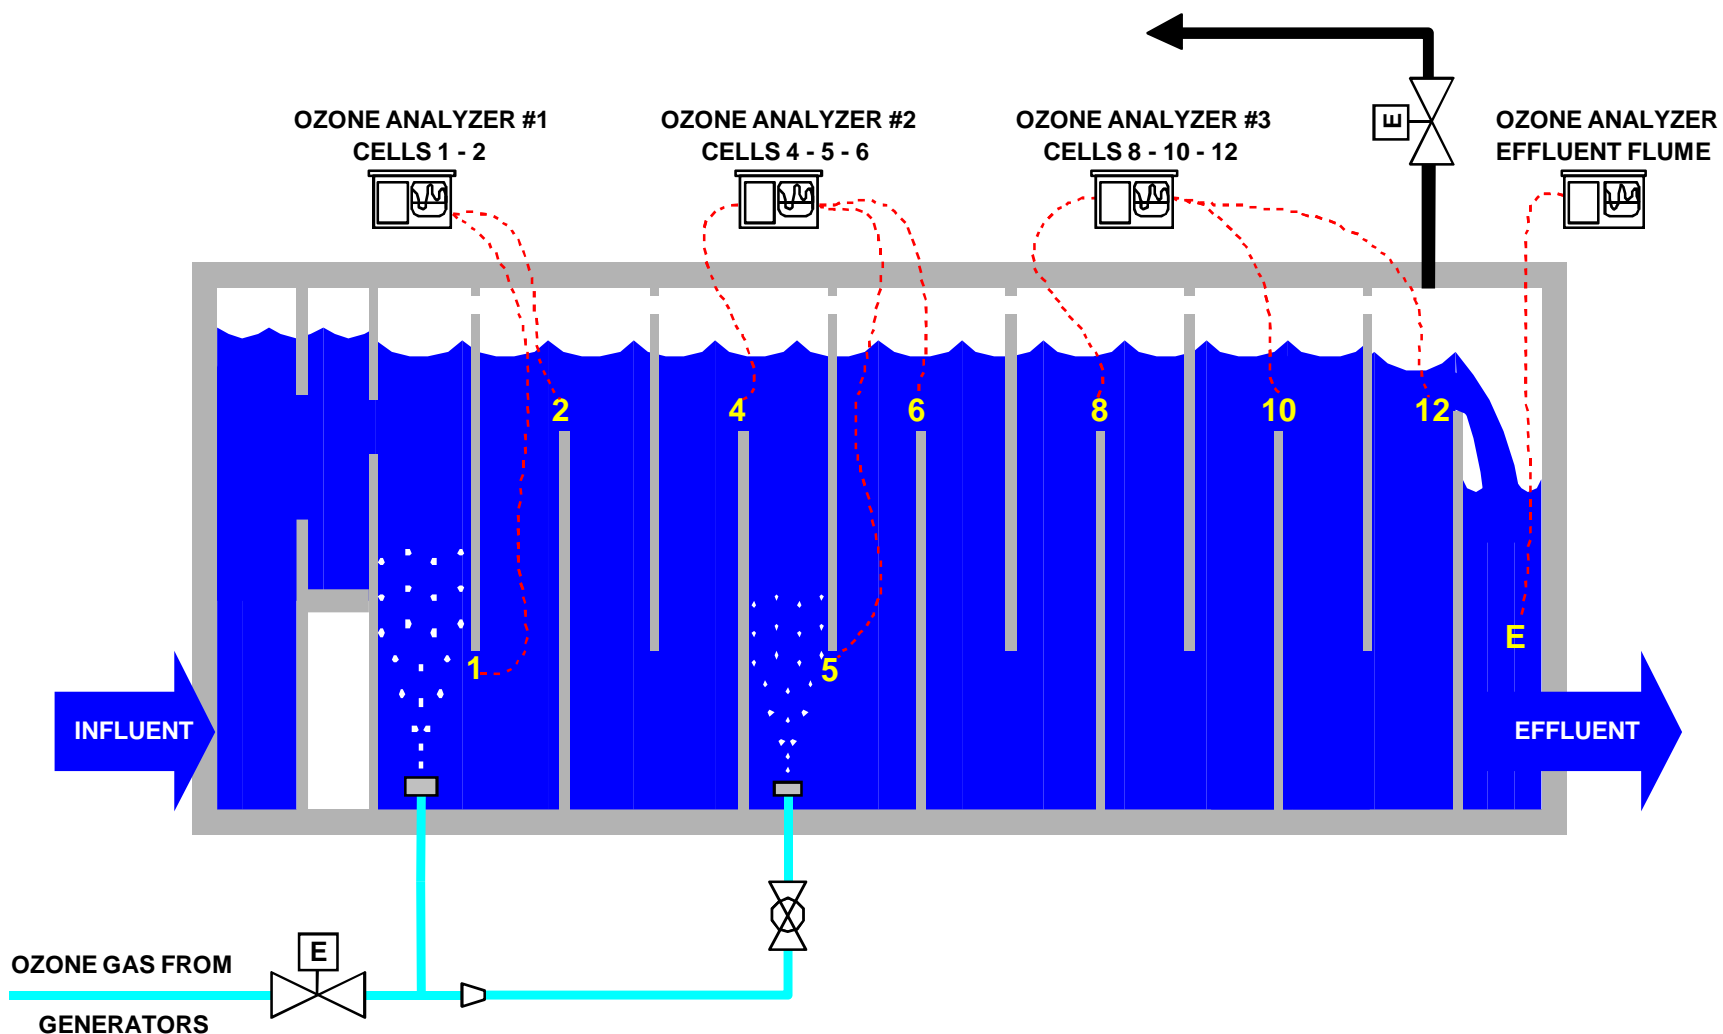 OZONE ANALYZER #1
CELLS 1 - 2
OZONE ANALYZER #2
CELLS 4 - 5 - 6
OZONE ANALYZER #3
CELLS 8 - 10 - 12
E
OZONE ANALYZER
EFFLUENT FLUME
2
4
6
8
10
12
1
5
E
INFLUENT
EFFLUENT
E
OZONE GAS FROM
GENERATORS